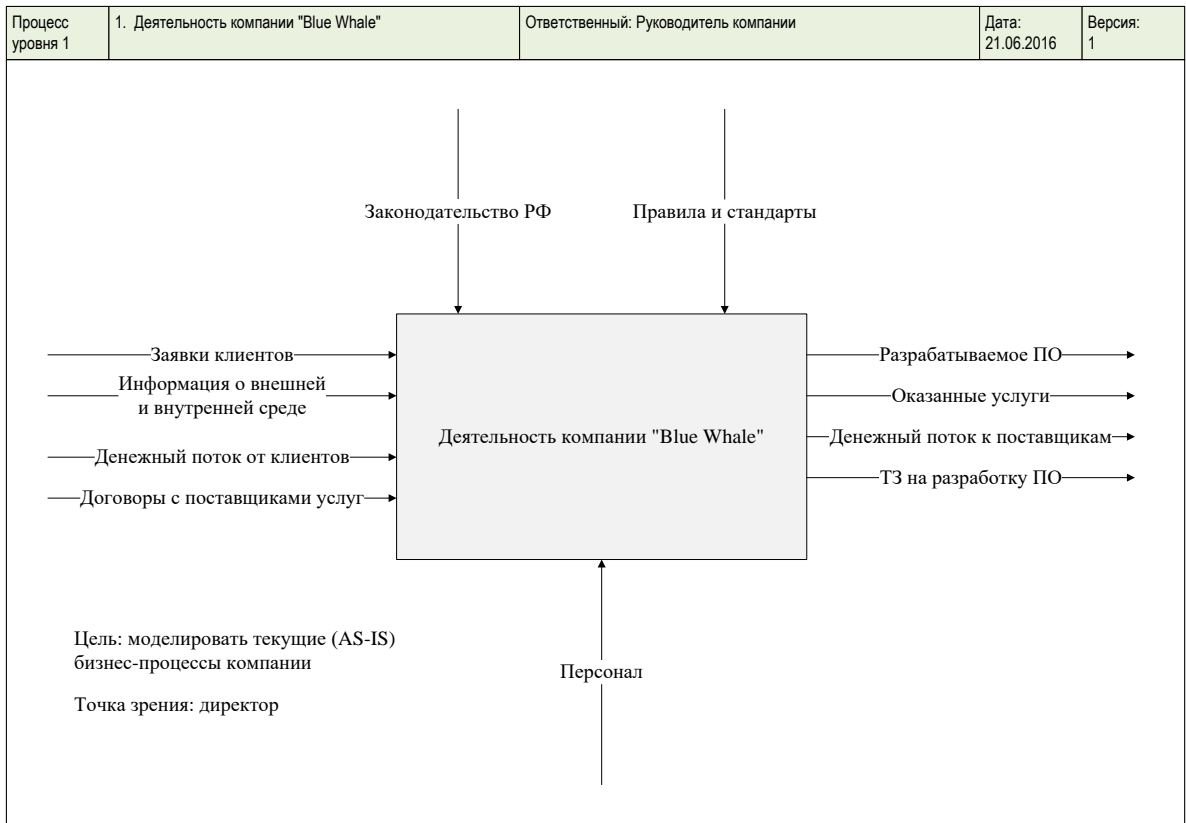 Процесс
уровня 1
1. Деятельность компании "Blue Whale"
Ответственный: Руководитель компании
Дата:
21.06.2016
Версия:
1
Законодательство РФ
Правила и стандарты
Заявки клиентов
Информация о внешней
и внутренней среде
Денежный поток от клиентов
Договоры с поставщиками услуг
Деятельность компании "Blue Whale"
Разрабатываемое ПО
Оказанные услуги
Денежный поток к поставщикам
ТЗ на разработку ПО
Цель: моделировать текущие (AS-IS)
бизнес-процессы компании
Точка зрения: директор
Персонал